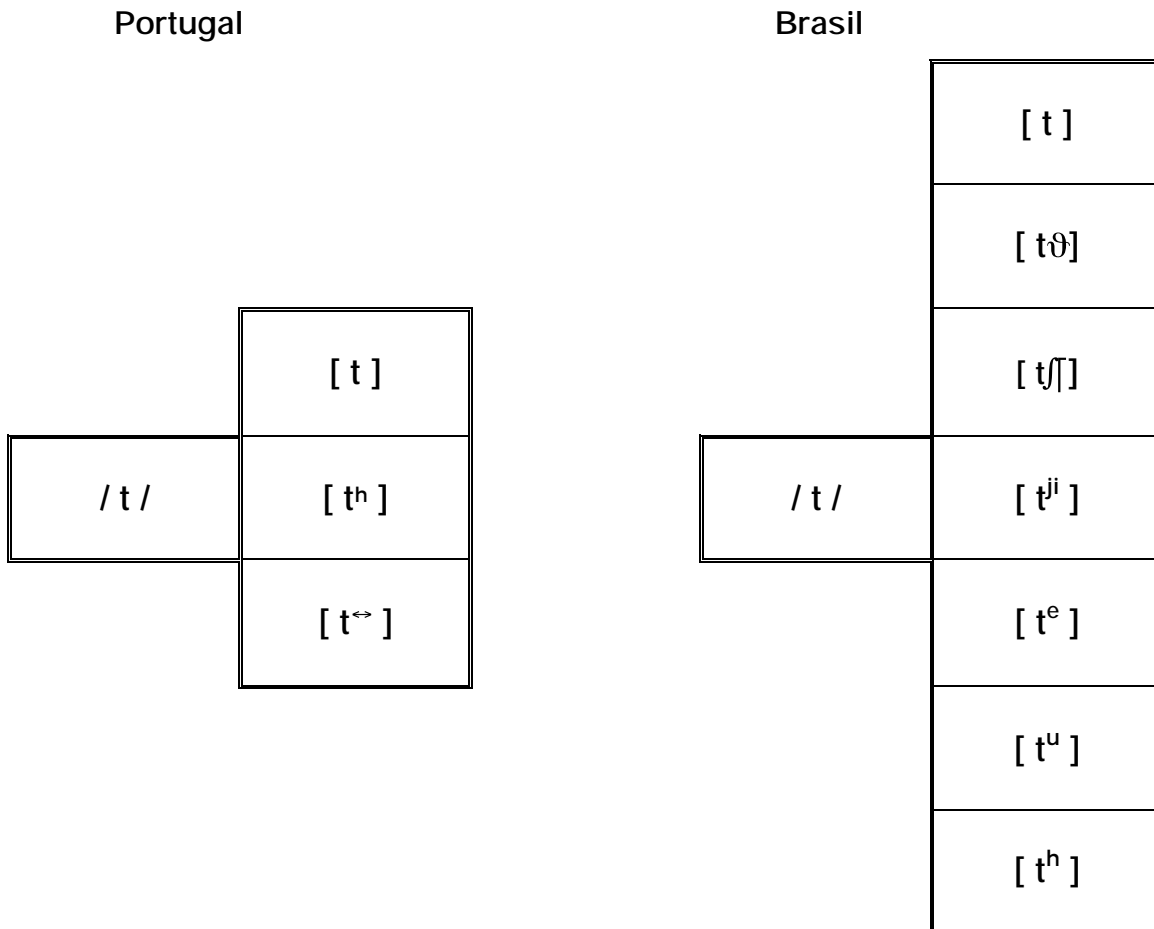 Portugal Brasil
[ t ]
[ tϑ]
[ t ] [ t∫⎤]
/ t / [ tʰ ] / t / [ tʲⁱ ]
[ t↔ ] [ tᵉ ]
[ tᵘ ]
[ tʰ ]